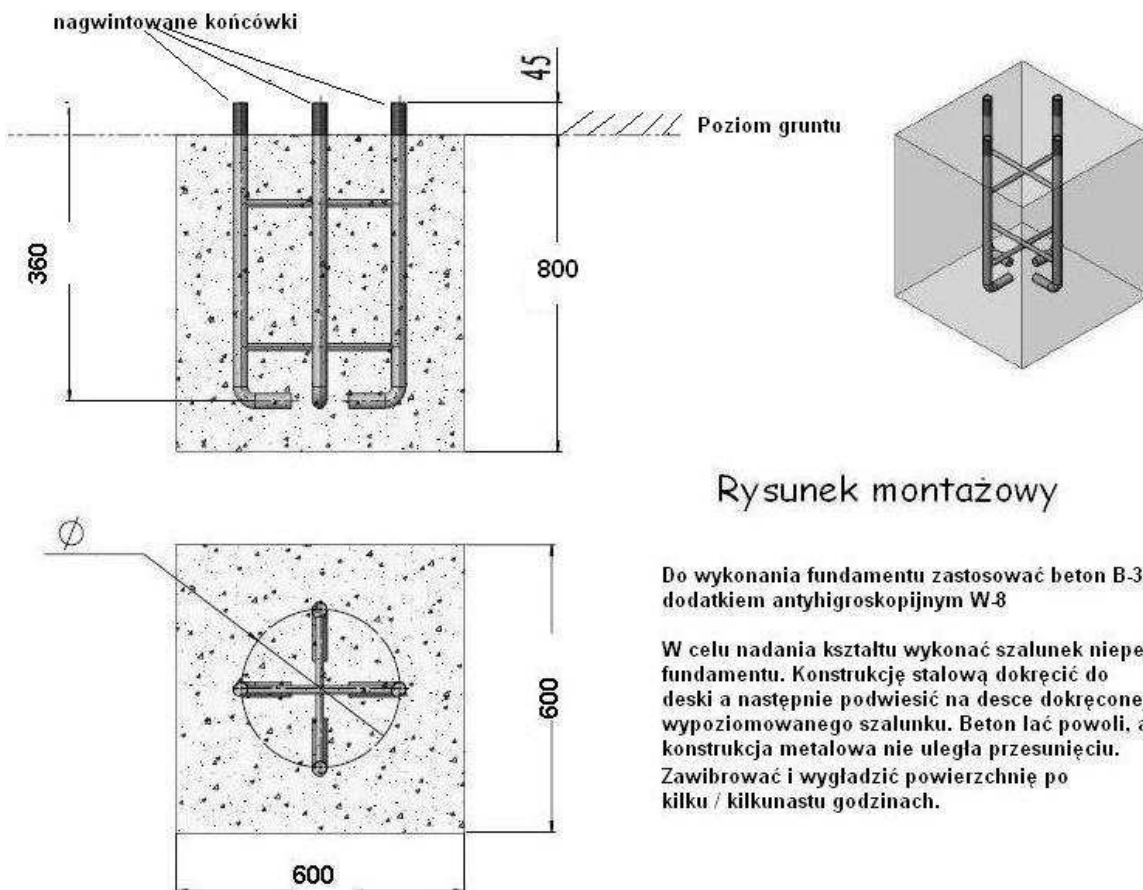 nagwintowane końcówki
45
Poziom gruntu
360
800
Rysunek montażowy
Ø
600
600
Do wykonania fundamentu zastosować beton B-3
dodatkiem antyhigroskopijnym W-8
W celu nadania kształtu wykonać szalunek niepe
fundamentu. Konstrukcję stalową dokręcić do
deski a następnie podwiesić na desce dokręcone
wypoziomowanego szalunku. Beton lać powoli, a
konstrukcja metalowa nie uległa przesunięciu.
Zawibrować i wygładzić powierzchnię po
kilku / kilkunastu godzinach.